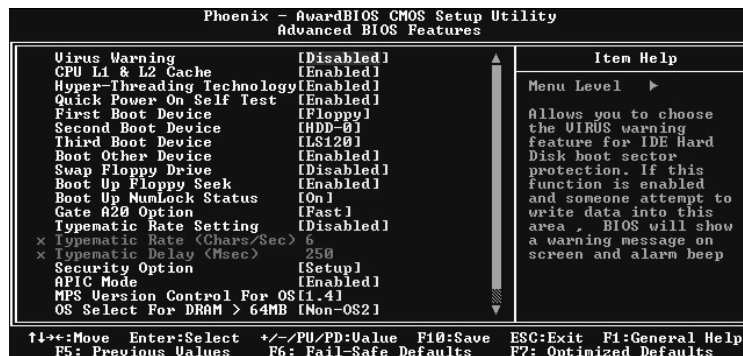 Phoenix - AwardBIOS CMOS Setup Utility
Advanced BIOS Features
Virus Warning [Disabled]
CPU L1 & L2 Cache [Enabled]
Hyper-Threading Technology[Enabled]
Quick Power On Self Test [Enabled]
First Boot Device [Floppy]
Second Boot Device [HDD-0]
Third Boot Device [LS120]
Boot Other Device [Enabled]
Swap Floppy Drive [Disabled]
Boot Up Floppy Seek [Enabled]
Boot Up NumLock Status [On]
Gate A20 Option [Fast]
Typematic Rate Setting [Disabled]
x Typematic Rate (Chars/Sec) 6
x Typematic Delay (Msec) 250
Security Option [Setup]
APIC Mode [Enabled]
MPS Version Control For OS[1.4]
OS Select For DRAM > 64MB [Non-OS2]
Item Help
Menu Level ▶
Allows you to choose
the VIRUS warning
feature for IDE Hard
Disk boot sector
protection. If this
function is enabled
and someone attempt to
write data into this
area , BIOS will show
a warning message on
screen and alarm beep
↑↓→←:Move Enter:Select +/-/PU/PD:Value F10:Save ESC:Exit F1:General Help
F5: Previous Values F6: Fail-Safe Defaults F7: Optimized Defaults